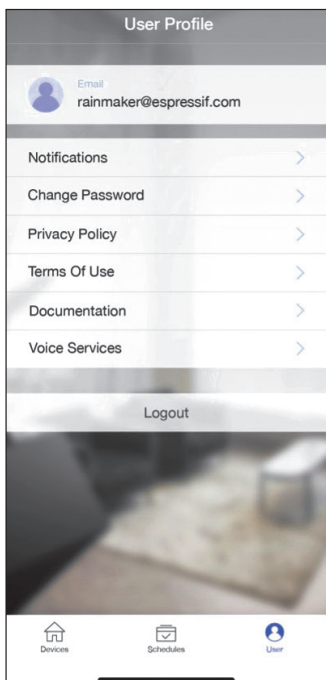 User Profile
Email
rainmaker@espressif.com
Notifications
Change Password
Privacy Policy
Terms Of Use
Documentation
Voice Services
Logout
Devices Schedules User